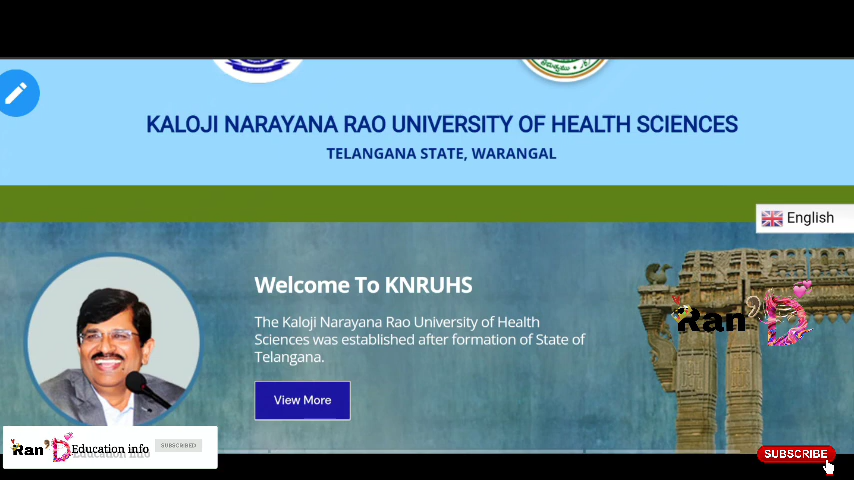 KALOJI NARAYANA RAO UNIVERSITY OF HEALTH SCIENCES
TELANGANA STATE, WARANGAL
English
Welcome To KNRUHS
The Kaloji Narayana Rao University of Health
Sciences was established after formation of State of
Telangana.
View More
Ran'D
Ran'D Education info
SUBSCRIBED
SUBSCRIBE